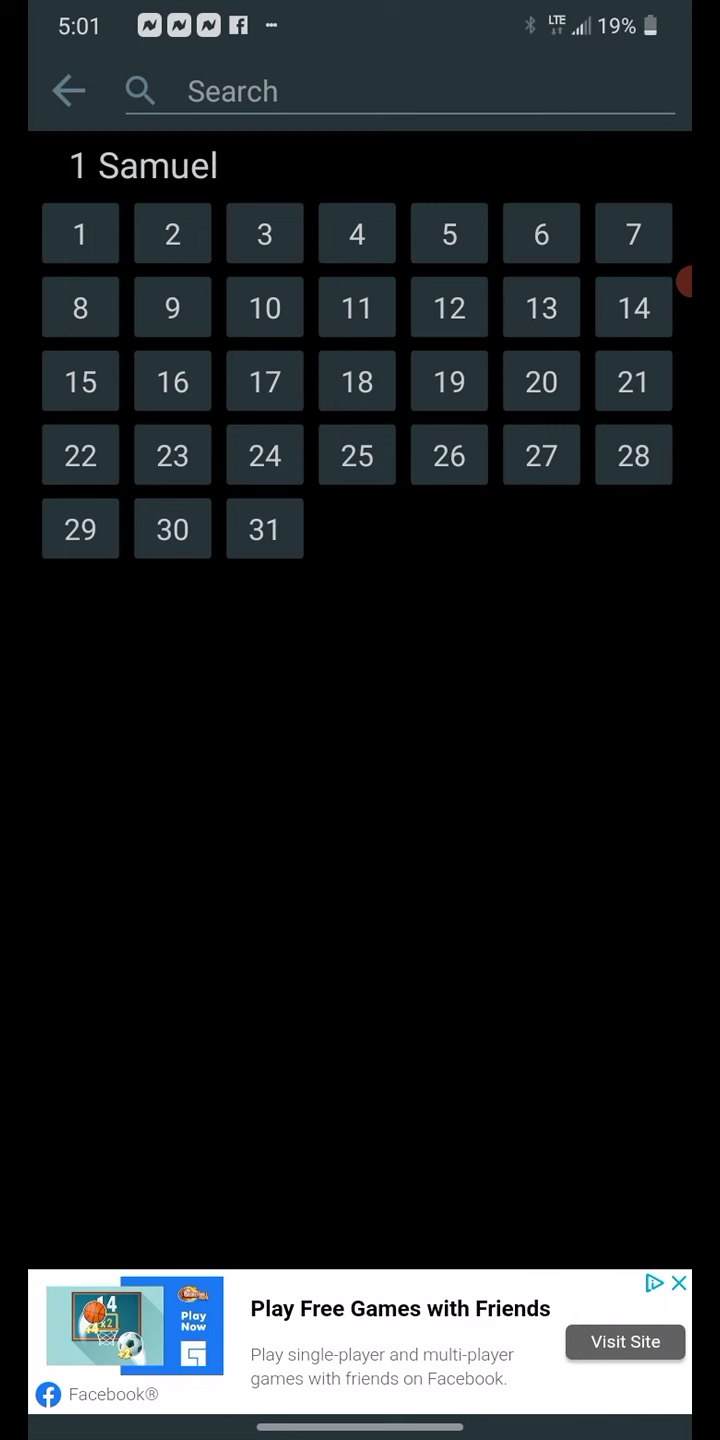 5:01
LTE 19%
Search
1 Samuel
1 2 3 4 5 6 7
8 9 10 11 12 13 14
15 16 17 18 19 20 21
22 23 24 25 26 27 28
29 30 31
14
x2
Play
Now
Play Free Games with Friends
Visit Site
Play single-player and multi-player
games with friends on Facebook.
Facebook®